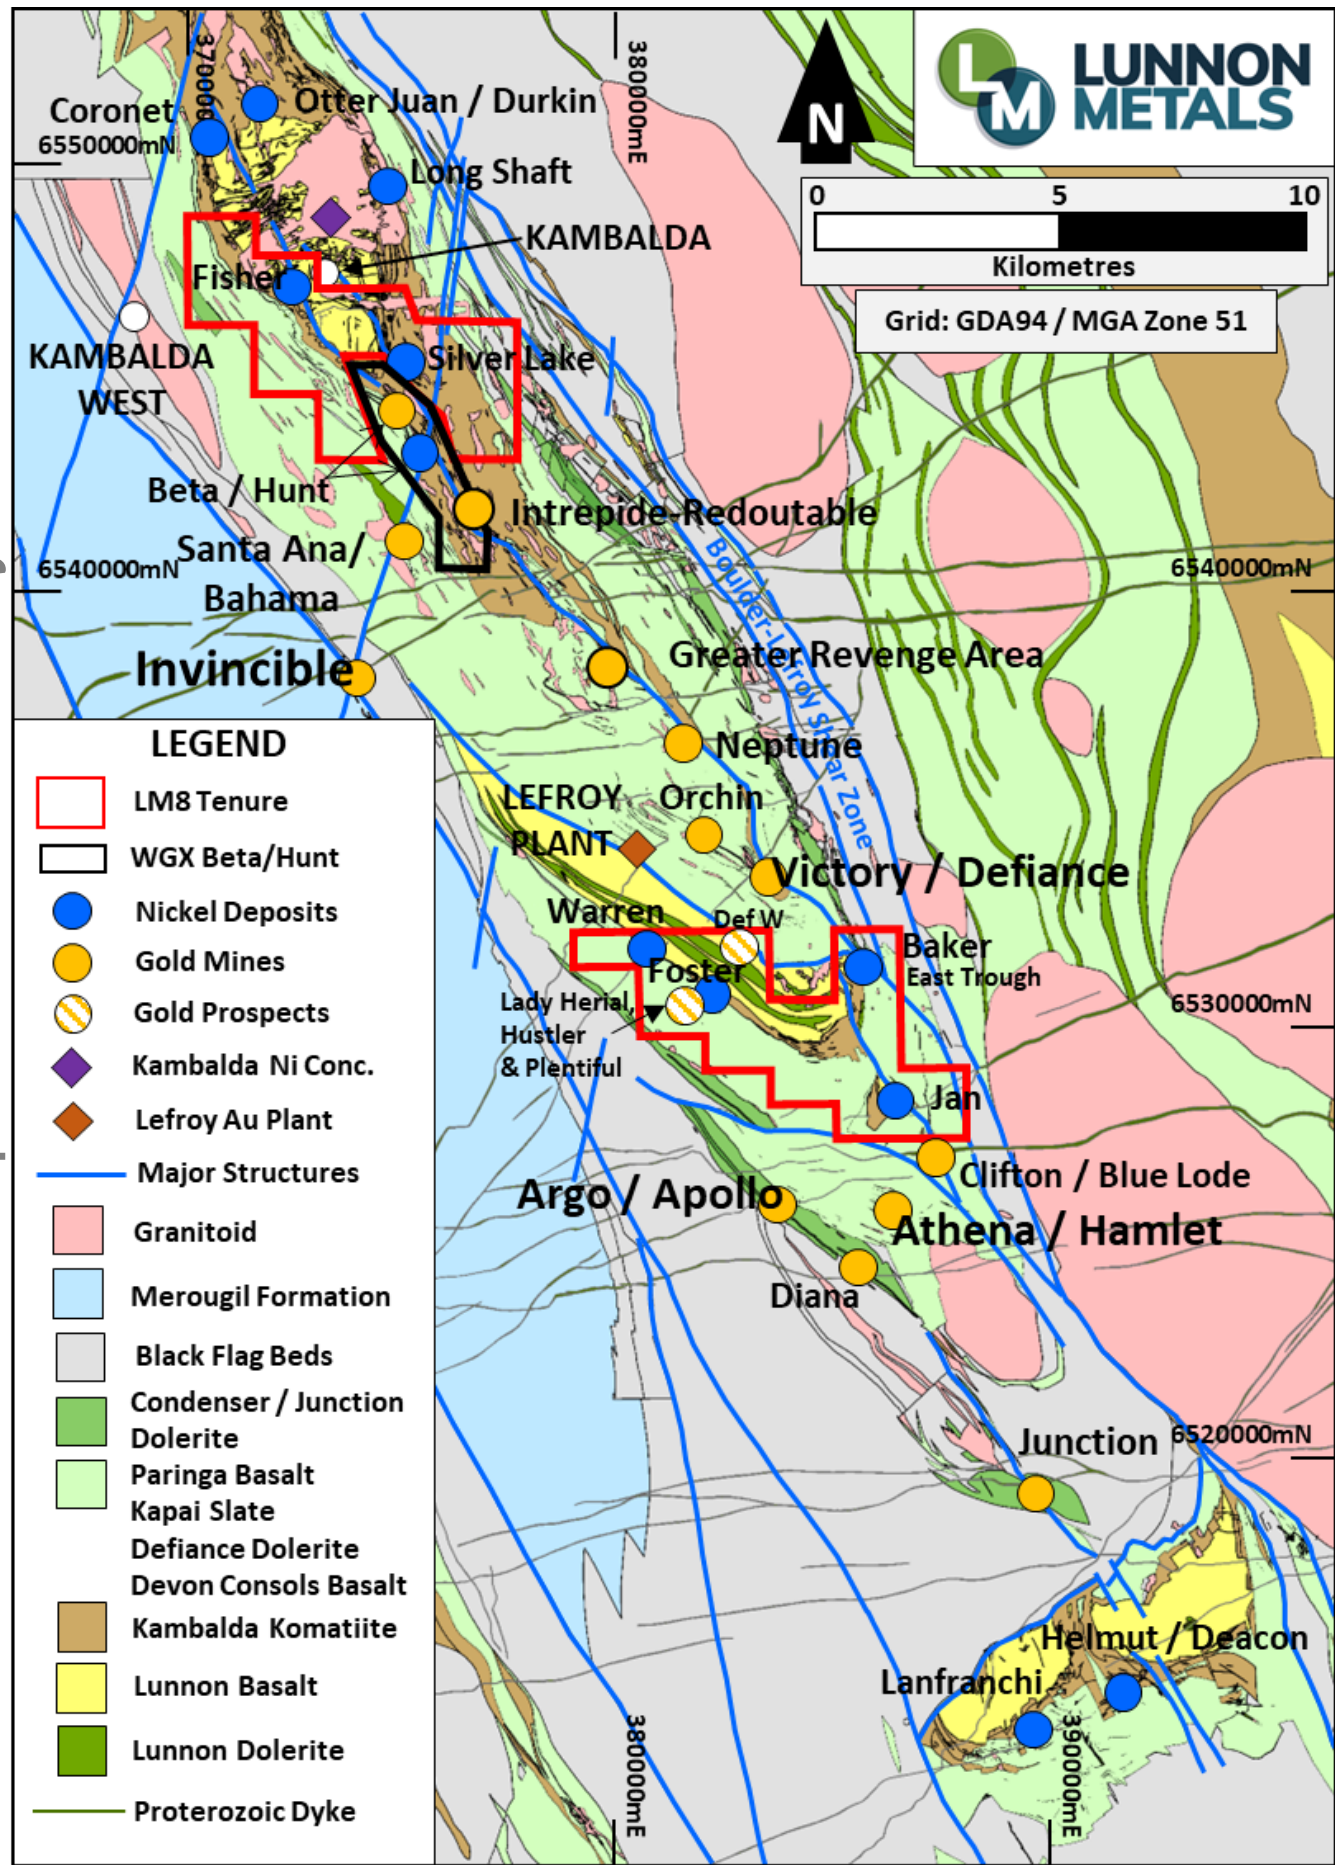 LUNNON
METALS
LM
N
370000
380000mE
Coronet
6550000mN
Otter Juan / Durkin
Long Shaft
KAMBALDA
0 5 10
Kilometres
Grid: GDA94 / MGA Zone 51
Fisher
KAMBALDA
WEST
Silver Lake
Beta / Hunt
Intrepide-Redoutable
Santa Ana/
Bahama
6540000mN
6540000mN
Boulder-Lefroy Shear Zone
Invincible
Greater Revenge Area
Neptune
LEFROY
PLANT
Orchin
Victory / Defiance
Warren
Def W
Foster
Baker
East Trough
Lady Herial,
Hustler
& Plentiful
6530000mN
Jan
Clifton / Blue Lode
Argo / Apollo
Athena / Hamlet
Diana
Junction
6520000mN
Helmut / Deacon
Lanfranchi
380000mE
390000mE
LEGEND
LM8 Tenure
WGX Beta/Hunt
Nickel Deposits
Gold Mines
Gold Prospects
Kambalda Ni Conc.
Lefroy Au Plant
Major Structures
Granitoid
Merougil Formation
Black Flag Beds
Condenser / Junction
Dolerite
Paringa Basalt
Kapai Slate
Defiance Dolerite
Devon Consols Basalt
Kambalda Komatiite
Lunnon Basalt
Lunnon Dolerite
Proterozoic Dyke